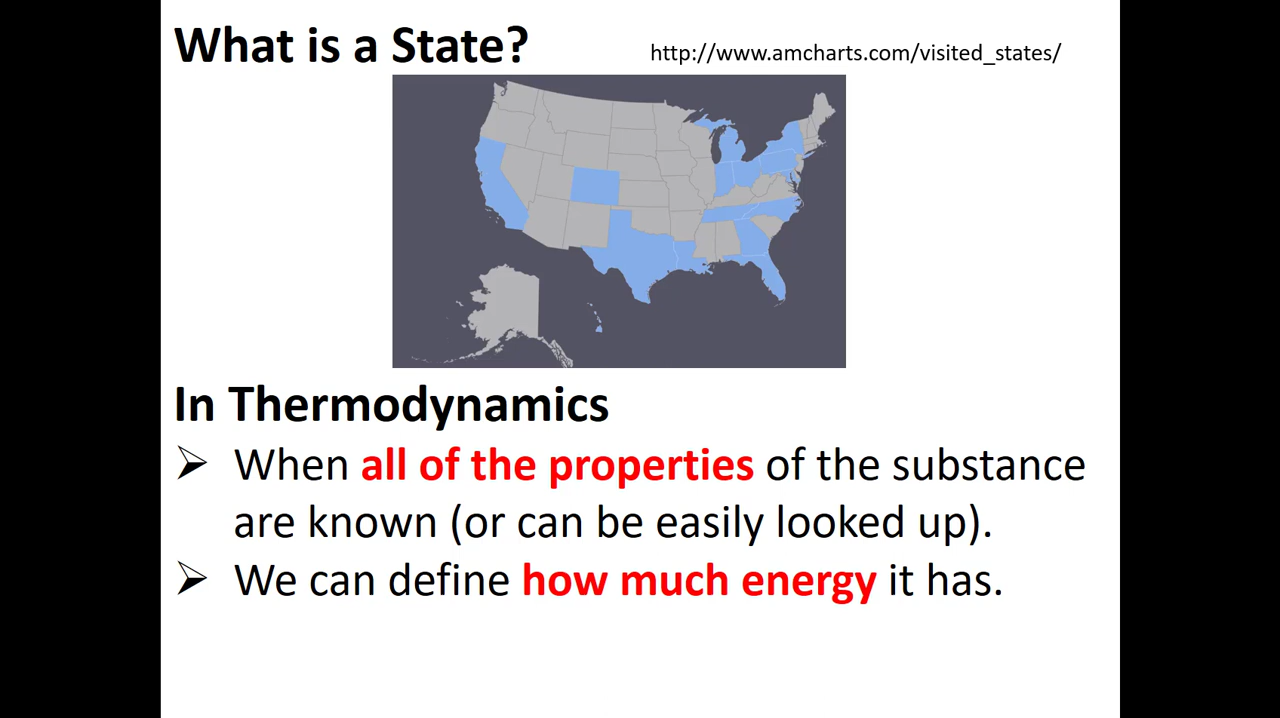 What is a State?
http://www.amcharts.com/visited_states/
In Thermodynamics
➢ When all of the properties of the substance
are known (or can be easily looked up).
➢ We can define how much energy it has.